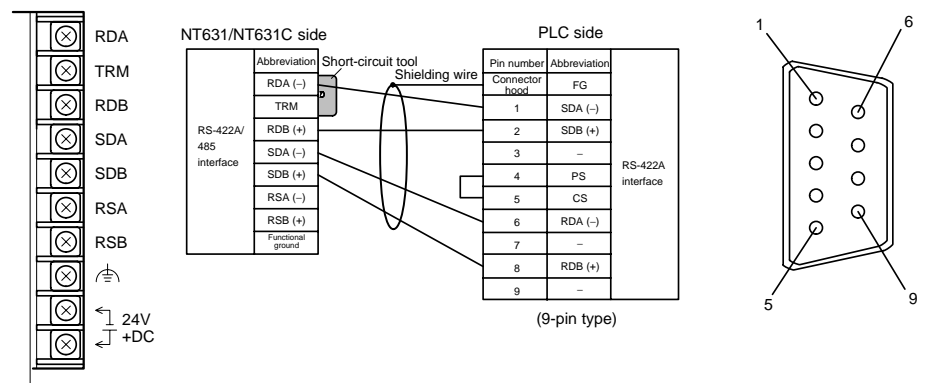 RDA
TRM
RDB
SDA
SDB
RSA
RSB
24V
+DC
NT631/NT631C side
Abbreviation
RDA (–)
TRM
RDB (+)
SDA (–)
SDB (+)
RSA (–)
RSB (+)
Functional
ground
RS-422A/
485
interface
Short-circuit tool
Shielding wire
PLC side
Pin number Abbreviation
Connector
hood
FG
1 SDA (–)
2 SDB (+)
3 –
4 PS
5 CS
6 RDA (–)
7 –
8 RDB (+)
9 –
RS-422A
interface
(9-pin type)
1
6
5
9